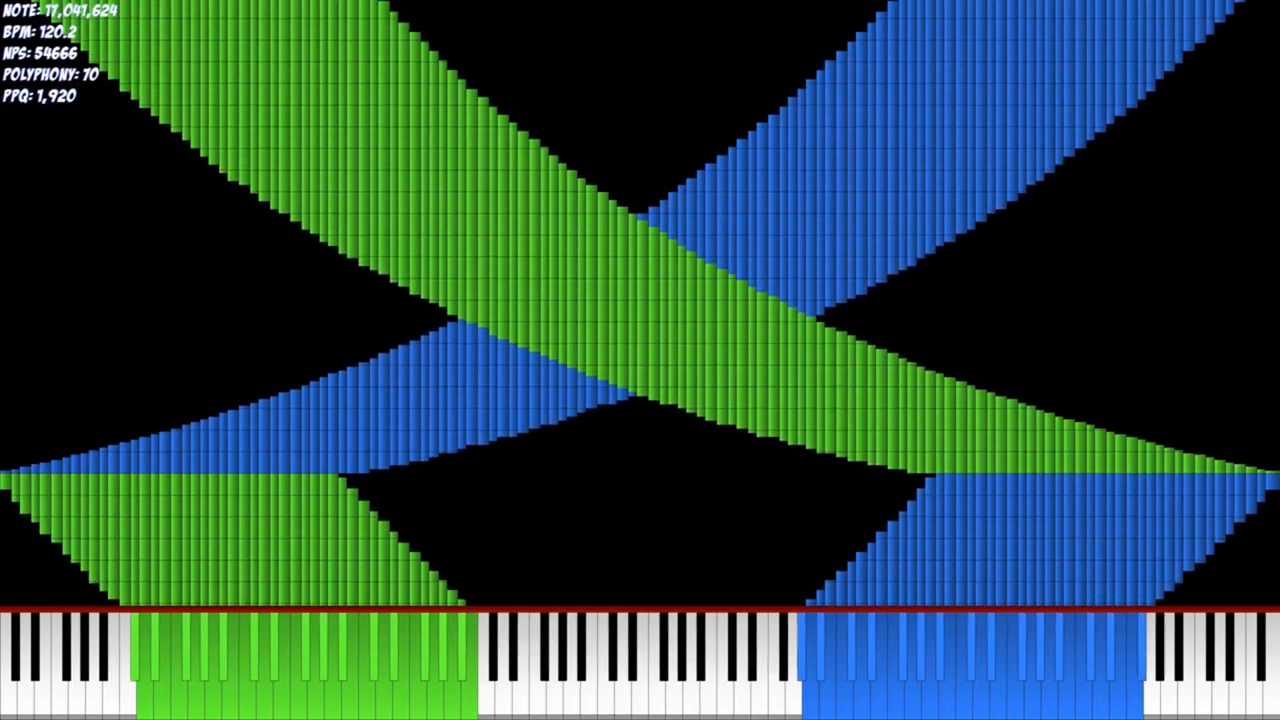 NOTE: 17,041,624
BPM: 120.2
NPS: 54666
POLYPHONY: 70
PPQ: 1,920